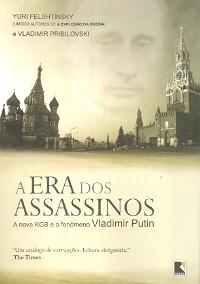 YURI FELSHTINSKY
(UM DOS AUTORES DE A EXPLOSÃO DA RÚSSIA)
e VLADIMIR PRIBILOVSKI
A ERA DOS
ASSASSINOS
A nova KGB e o fenômeno Vladimir Putin
"Um catálogo de corrupções. Leitura obrigatória."
The Times